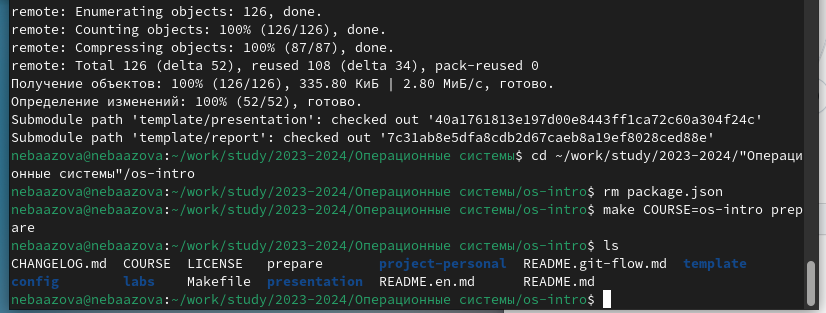 remote: Enumerating objects: 126, done.
remote: Counting objects: 100% (126/126), done.
remote: Compressing objects: 100% (87/87), done.
remote: Total 126 (delta 52), reused 108 (delta 34), pack-reused 0
Получение объектов: 100% (126/126), 335.80 КиБ | 2.80 МиБ/с, готово.
Определение изменений: 100% (52/52), готово.
Submodule path 'template/presentation': checked out '40a1761813e197d00e8443ff1ca72c60a304f24c'
Submodule path 'template/report': checked out '7c31ab8e5dfa8cdb2d67caeb8a19ef8028ced88e'
nebaazova@nebaazova:~/work/study/2023-2024/Операционные системы$ cd ~/work/study/2023-2024/"Операци
онные системы"/os-intro
nebaazova@nebaazova:~/work/study/2023-2024/Операционные системы/os-intro$ rm package.json
nebaazova@nebaazova:~/work/study/2023-2024/Операционные системы/os-intro$ make COURSE=os-intro prep
are
nebaazova@nebaazova:~/work/study/2023-2024/Операционные системы/os-intro$ ls
CHANGELOG.md  COURSE  LICENSE   prepare       project-personal  README.git-flow.md  template
config        labs    Makefile  presentation  README.en.md      README.md
nebaazova@nebaazova:~/work/study/2023-2024/Операционные системы/os-intro$